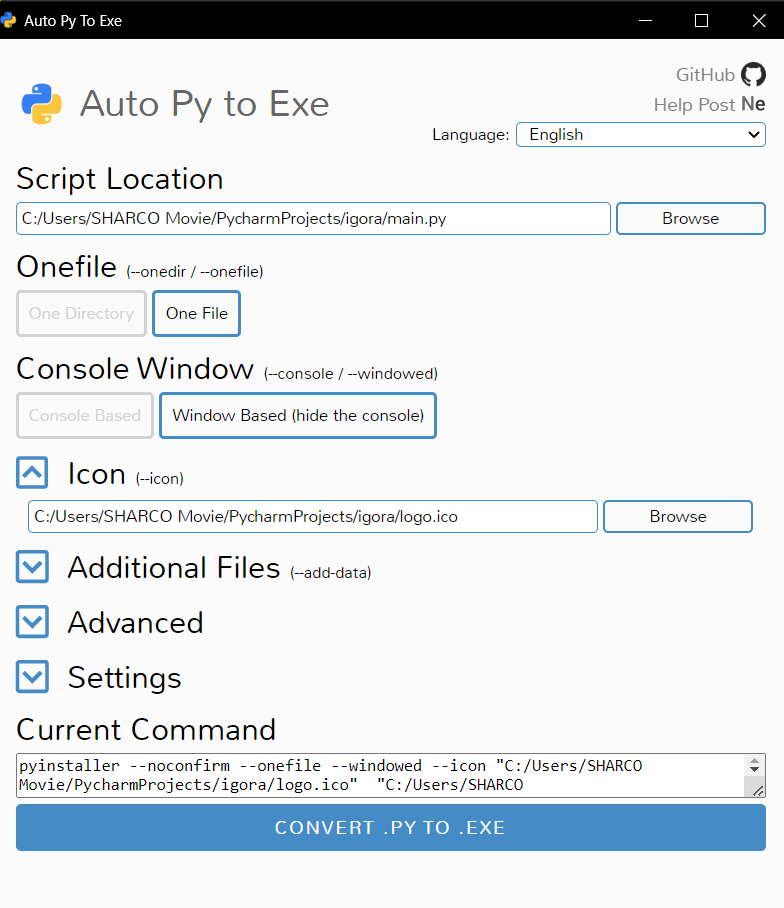 Auto Py To Exe
GitHub
Auto Py to Exe
Help Post Ne
Language: English
Script Location
C:/Users/SHARCO Movie/PycharmProjects/igora/main.py Browse
Onefile (--onedir / --onefile)
One Directory One File
Console Window (--console / --windowed)
Console Based Window Based (hide the console)
Icon (--icon)
C:/Users/SHARCO Movie/PycharmProjects/igora/logo.ico Browse
Additional Files (--add-data)
Advanced
Settings
Current Command
pyinstaller --noconfirm --onefile --windowed --icon "C:/Users/SHARCO
Movie/PycharmProjects/igora/logo.ico"  "C:/Users/SHARCO
CONVERT .PY TO .EXE